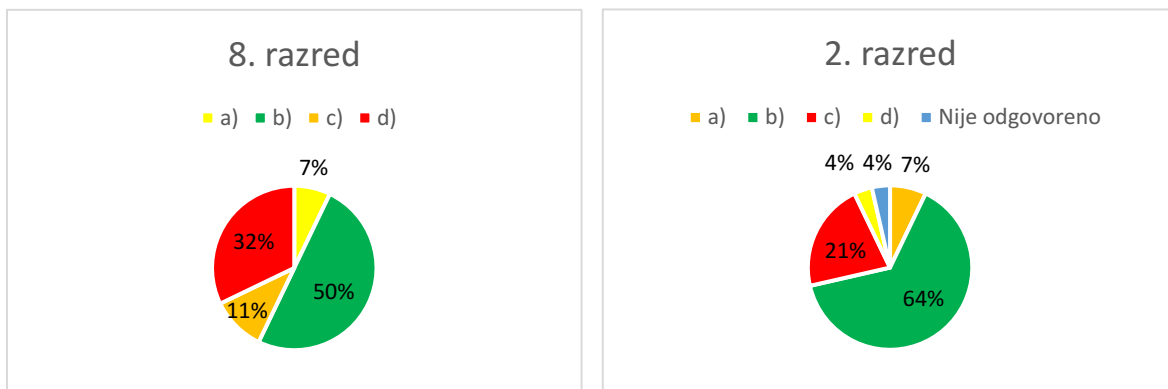 8. razred
a) b) c) d)
7%
32%
50%
11%
2. razred
a) b) c) d) Nije odgovoreno
4% 4% 7%
21%
64%